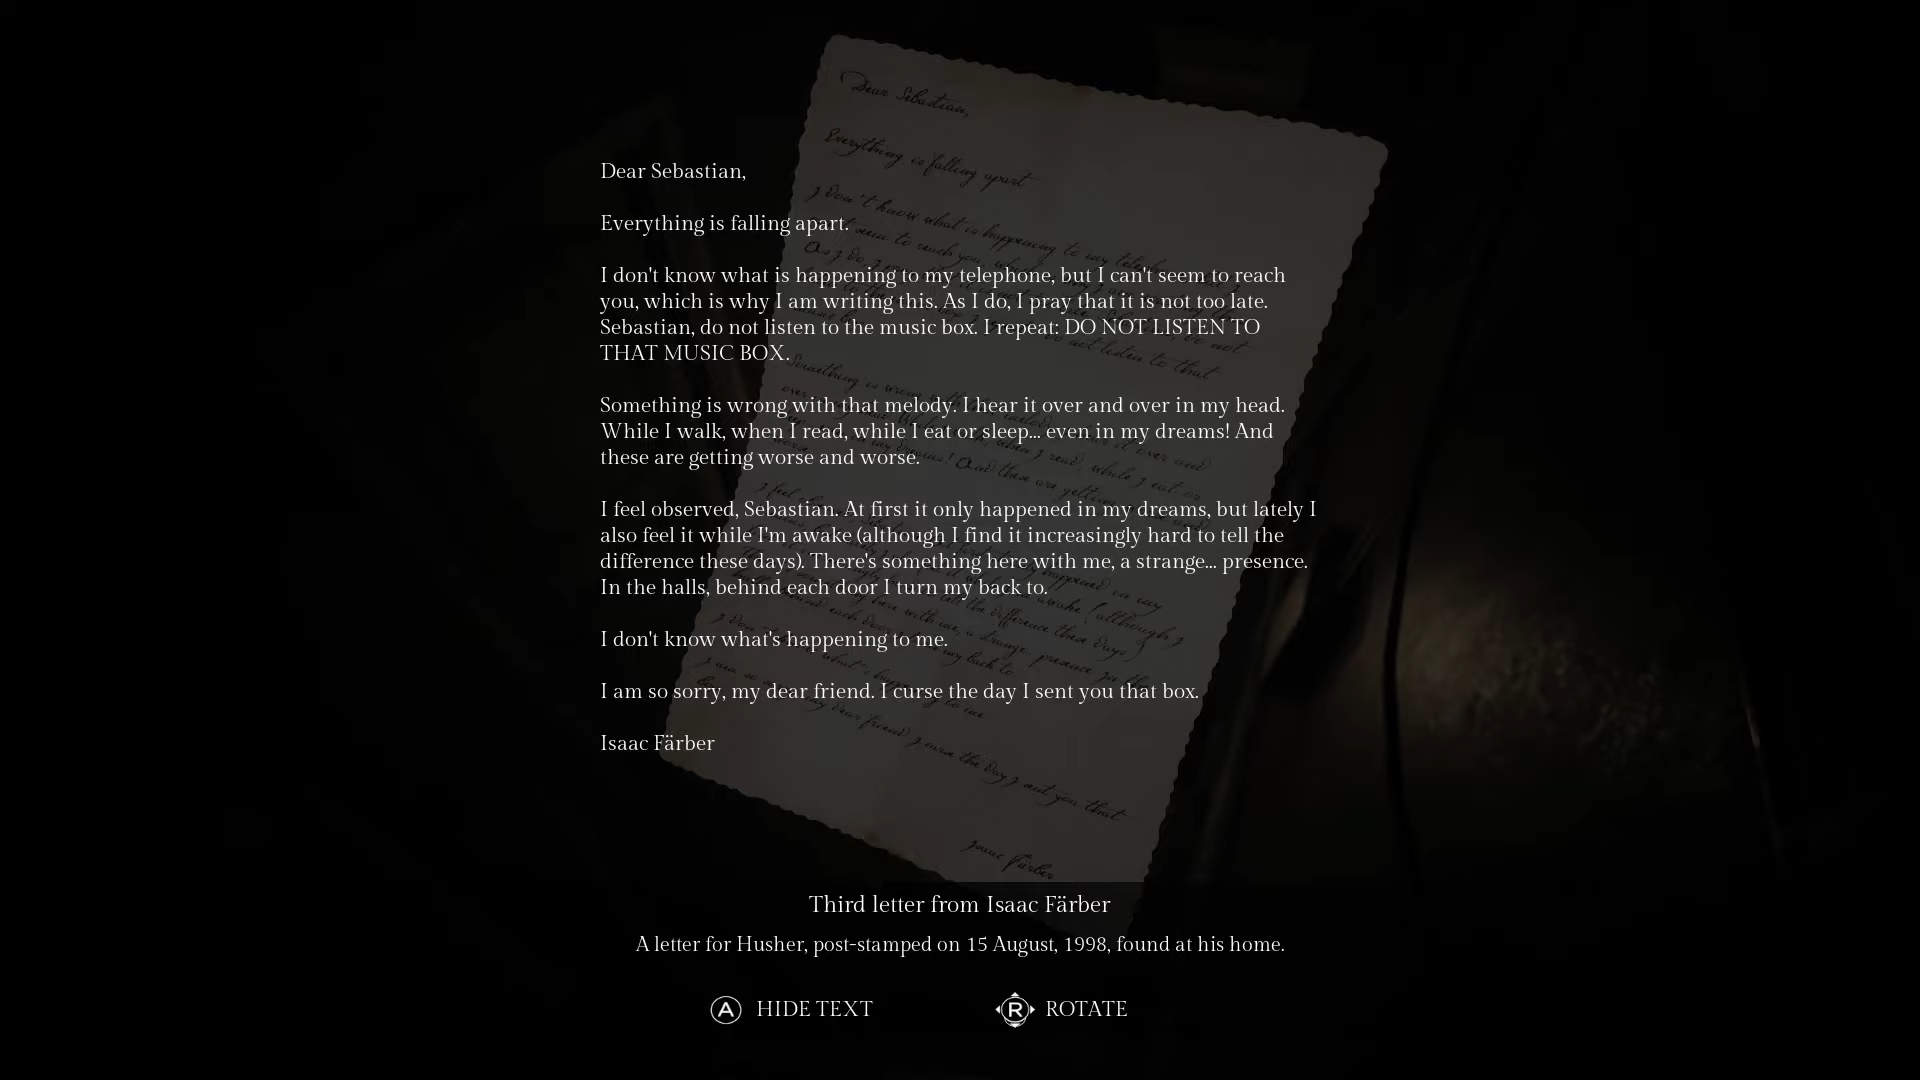 Dear Sebastian,
Everything is falling apart.
I don't know what is happening to my telephone, but I can't seem to reach
you, which is why I am writing this. As I do, I pray that it is not too late.
Sebastian, do not listen to the music box. I repeat: DO NOT LISTEN TO
THAT MUSIC BOX.
Something is wrong with that melody. I hear it over and over in my head.
While I walk, when I read, while I eat or sleep... even in my dreams! And
these are getting worse and worse.
I feel observed, Sebastian. At first it only happened in my dreams, but lately I
also feel it while I'm awake (although I find it increasingly hard to tell the
difference these days). There's something here with me, a strange... presence.
In the halls, behind each door I turn my back to.
I don't know what's happening to me.
I am so sorry, my dear friend. I curse the day I sent you that box.
Isaac Färber
Third letter from Isaac Färber
A letter for Husher, post-stamped on 15 August, 1998, found at his home.
A HIDE TEXT R ROTATE